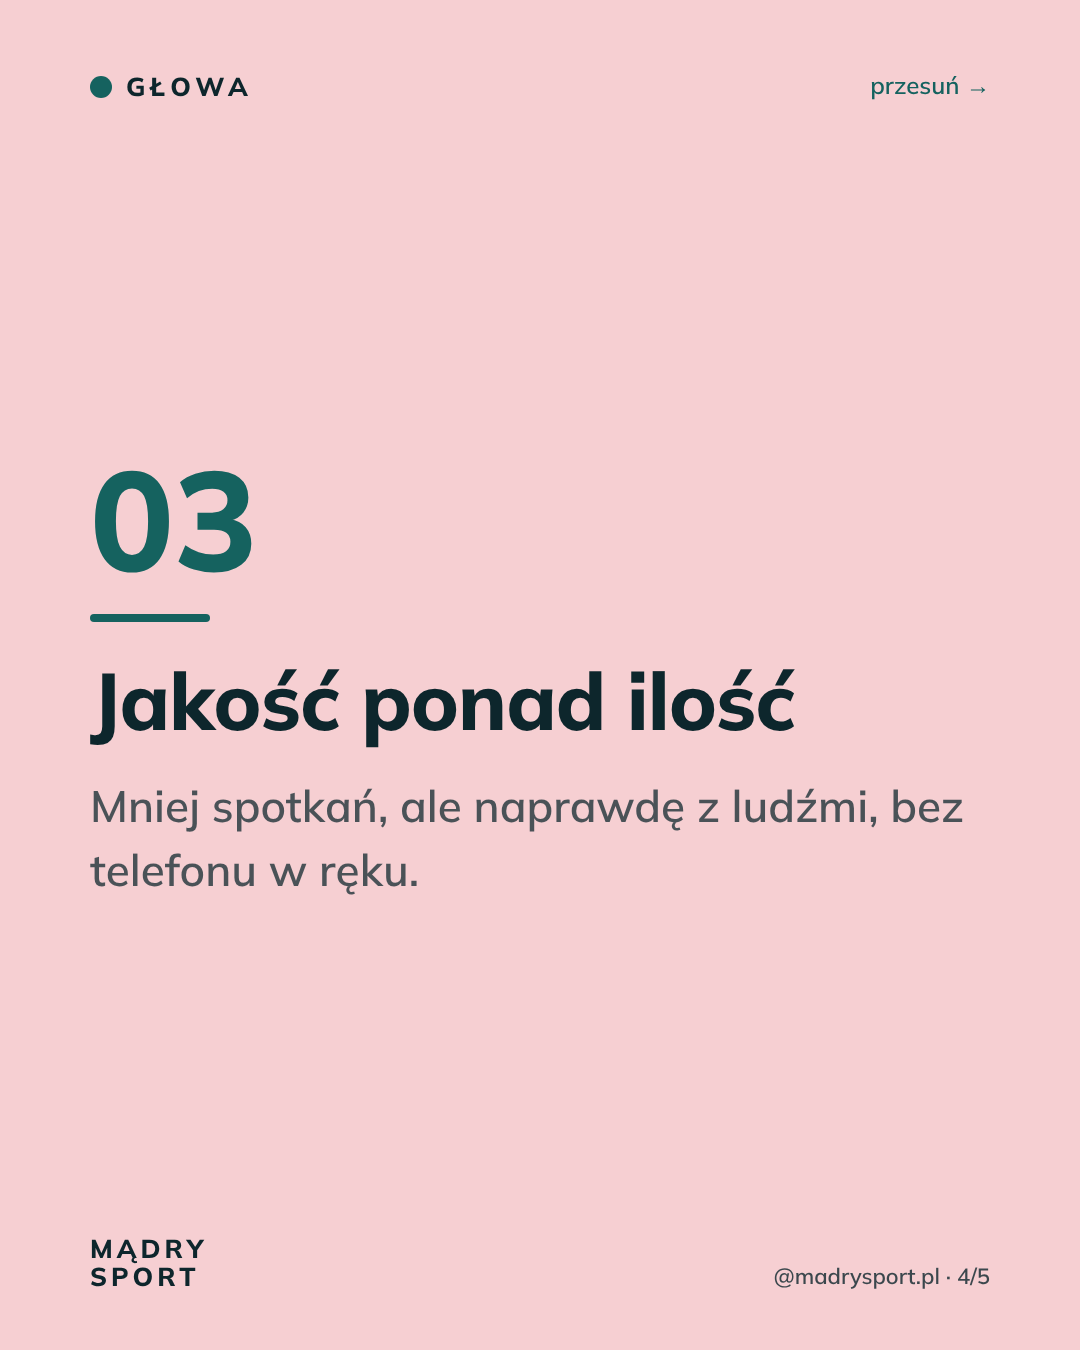 GŁOWA
przesuń →
03
Jakość ponad ilość
Mniej spotkań, ale naprawdę z ludźmi, bez
telefonu w ręku.
MĄDRY
SPORT
@madrysport.pl · 4/5